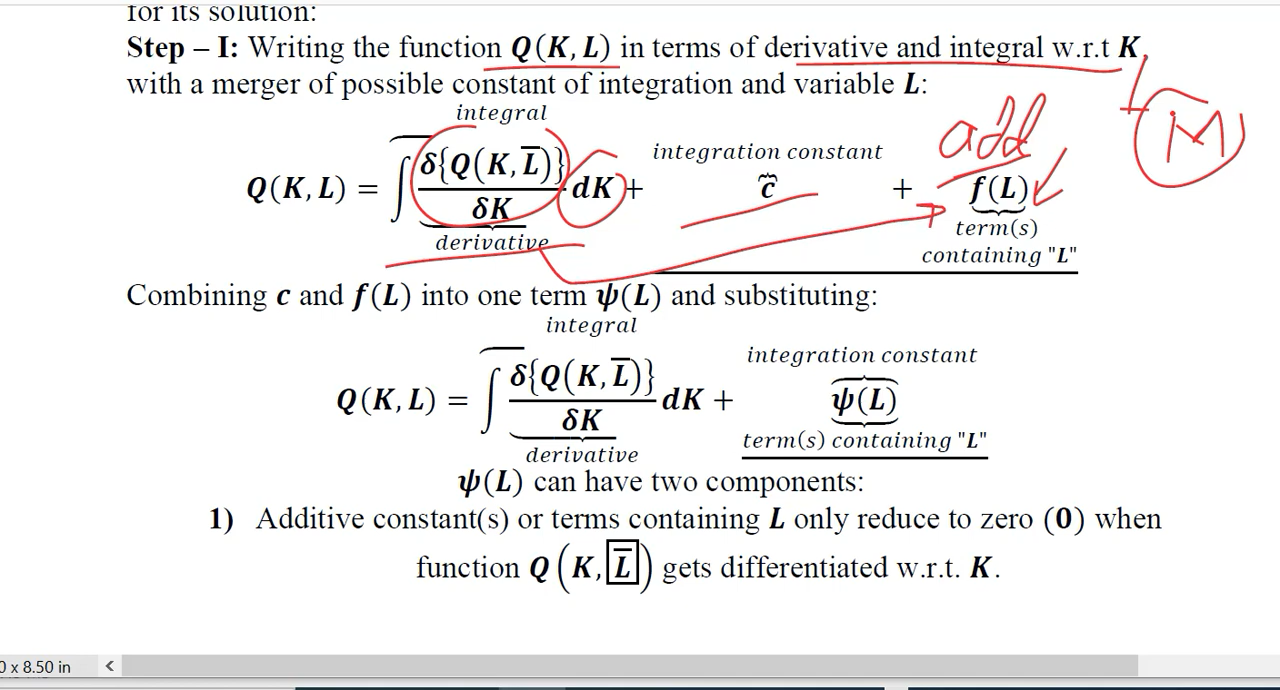 for its solution:
Step – I: Writing the function Q(K, L) in terms of derivative and integral w.r.t K,
with a merger of possible constant of integration and variable L:
integral
Q(K, L) = ∫ δ{Q(K, L̅)} / δK dK + c + f(L)
integration constant
add
M
derivative
term(s)
containing "L"
Combining c and f(L) into one term ψ(L) and substituting:
integral
Q(K, L) = ∫ δ{Q(K, L̅)} / δK dK + ψ(L)
integration constant
derivative
term(s) containing "L"
ψ(L) can have two components:
1) Additive constant(s) or terms containing L only reduce to zero (0) when
function Q (K, L̅) gets differentiated w.r.t. K.
0 x 8.50 in
<